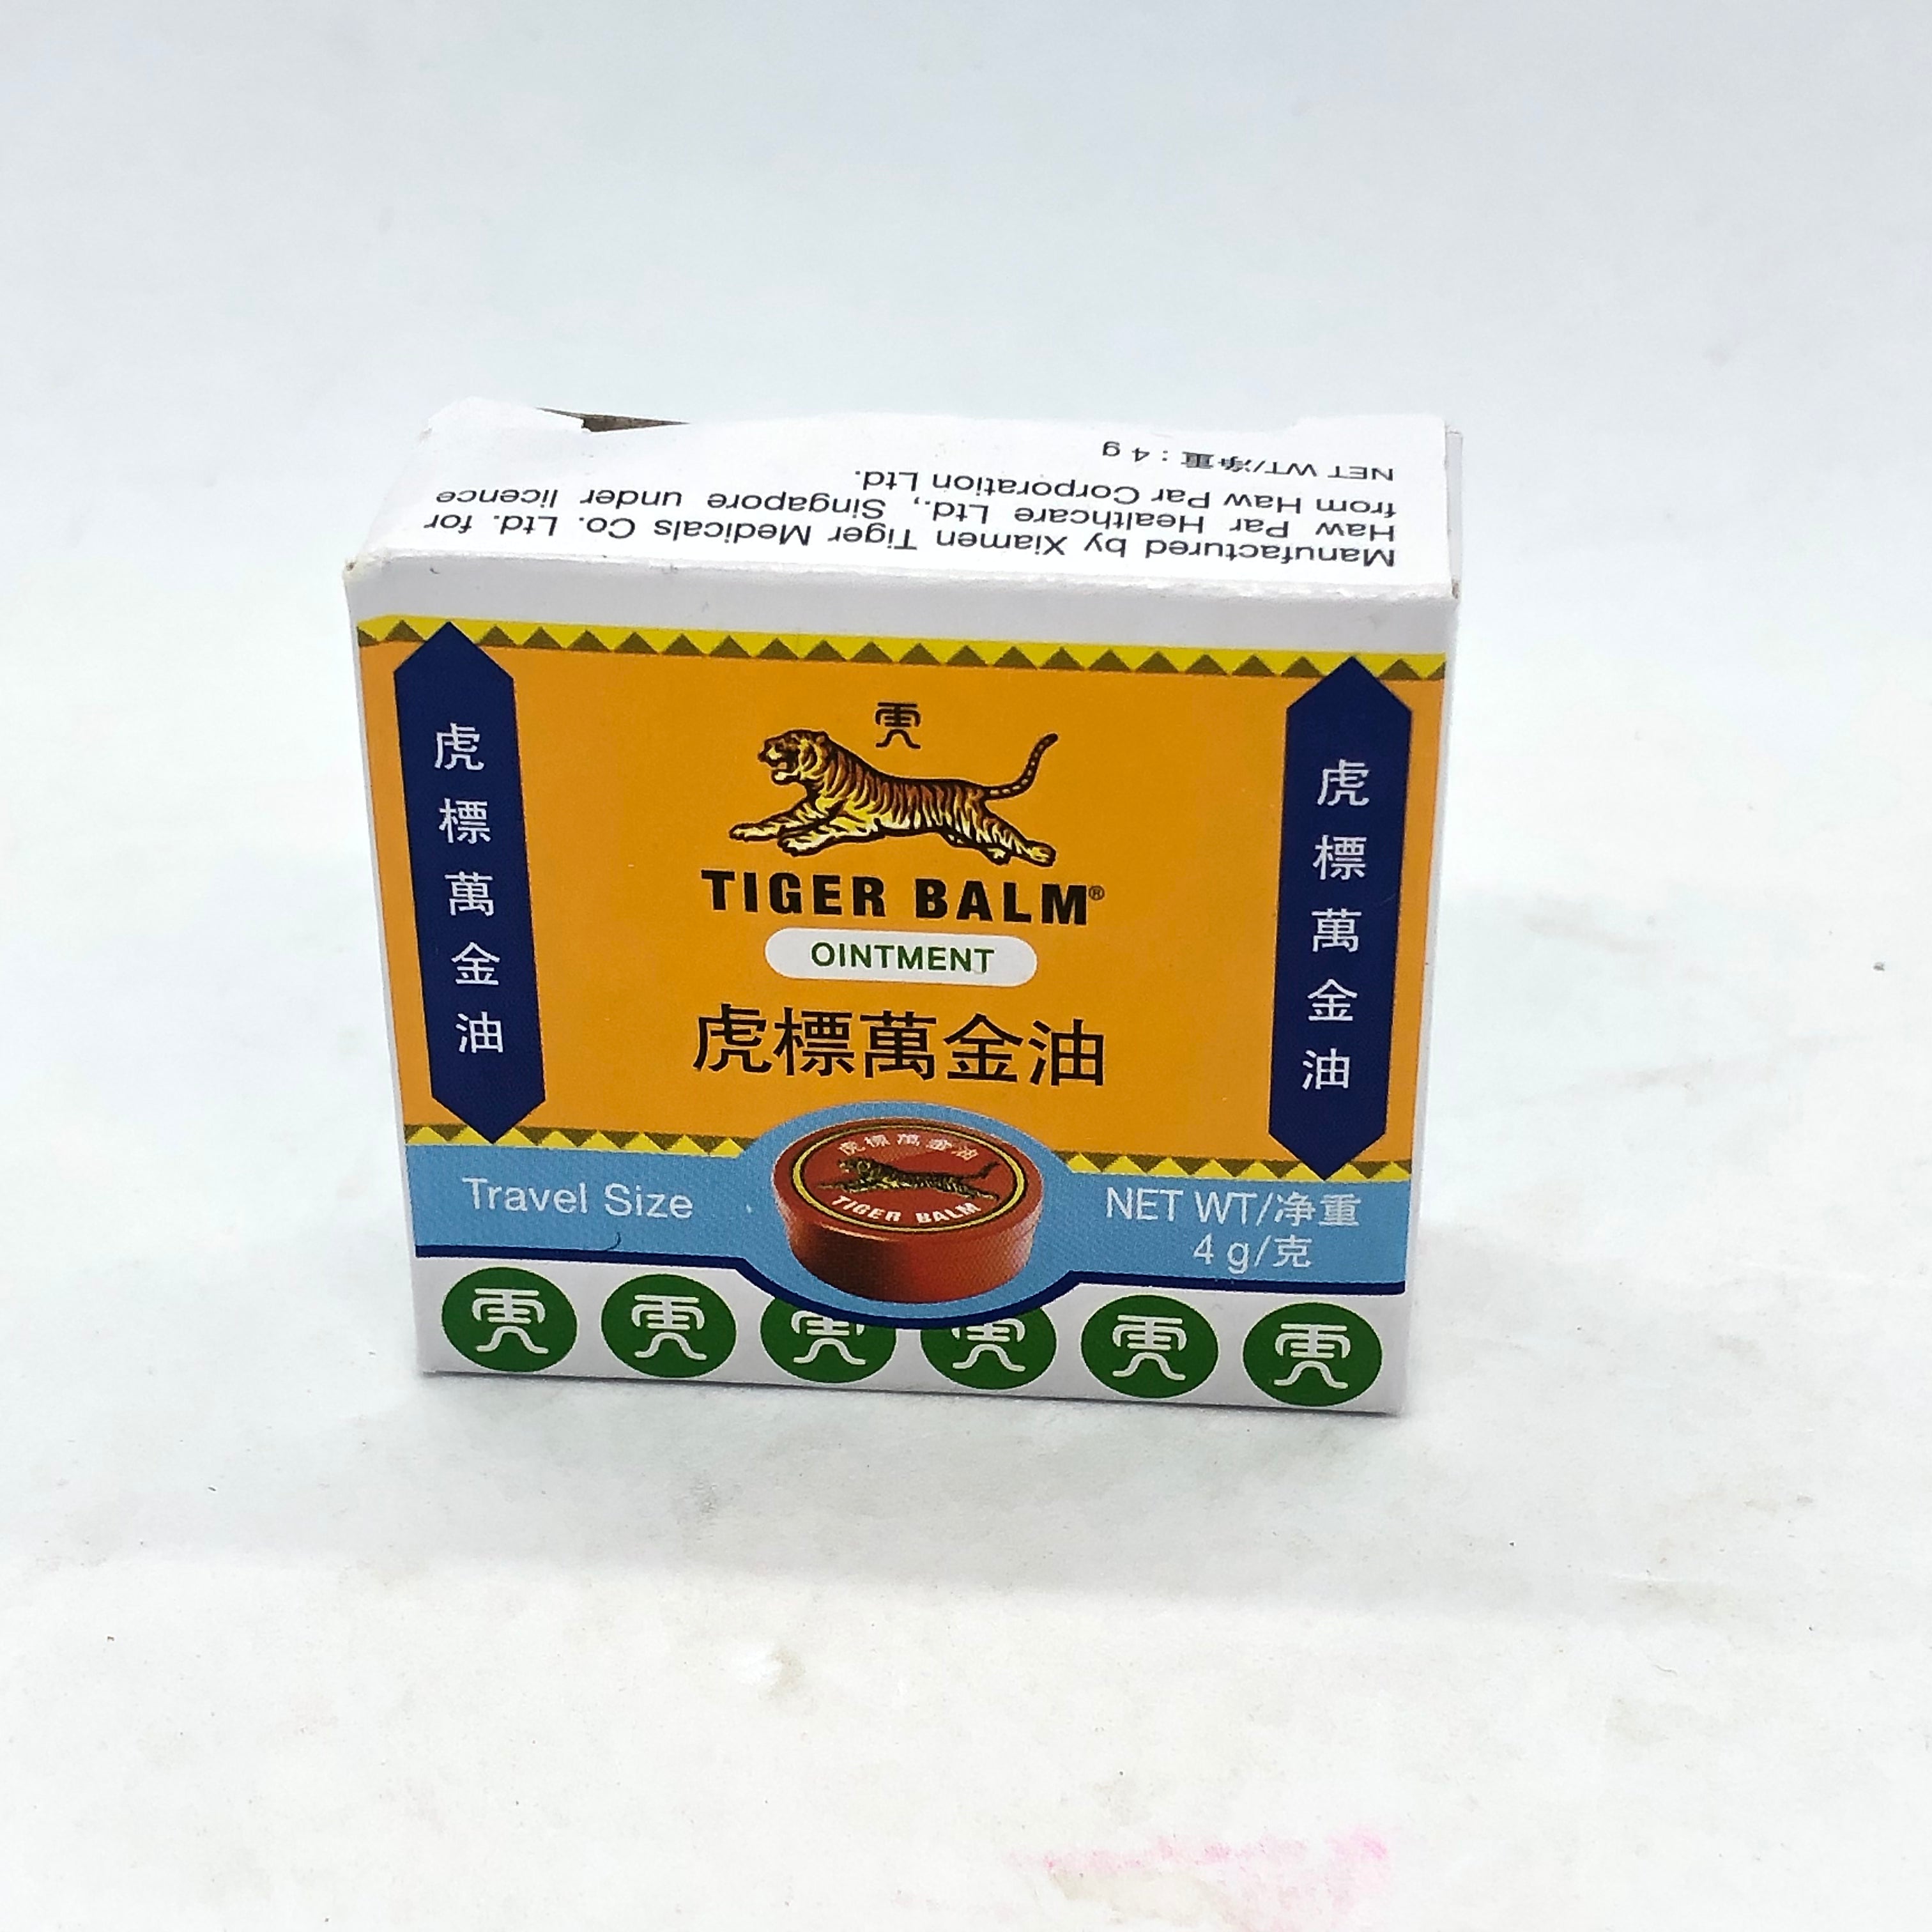 Manufactured by Xiamen Tiger Medicals Co. Ltd. for
Haw Par Healthcare Ltd., Singapore under licence
from Haw Par Corporation Ltd.
NET WT/净重 : 4 g
虎標萬金油
虎
TIGER BALM®
OINTMENT
虎標萬金油
虎標萬金油
虎標萬金油
TIGER BALM
Travel Size
NET WT/净重
4 g/克
虎 虎 虎 虎 虎 虎